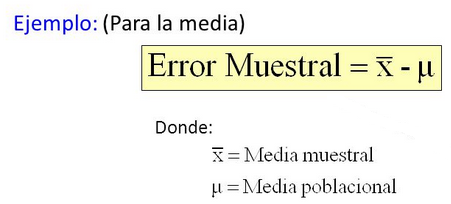 Ejemplo: (Para la media)
Error Muestral = x̅ - μ
Donde:
x̅ = Media muestral
μ = Media poblacional